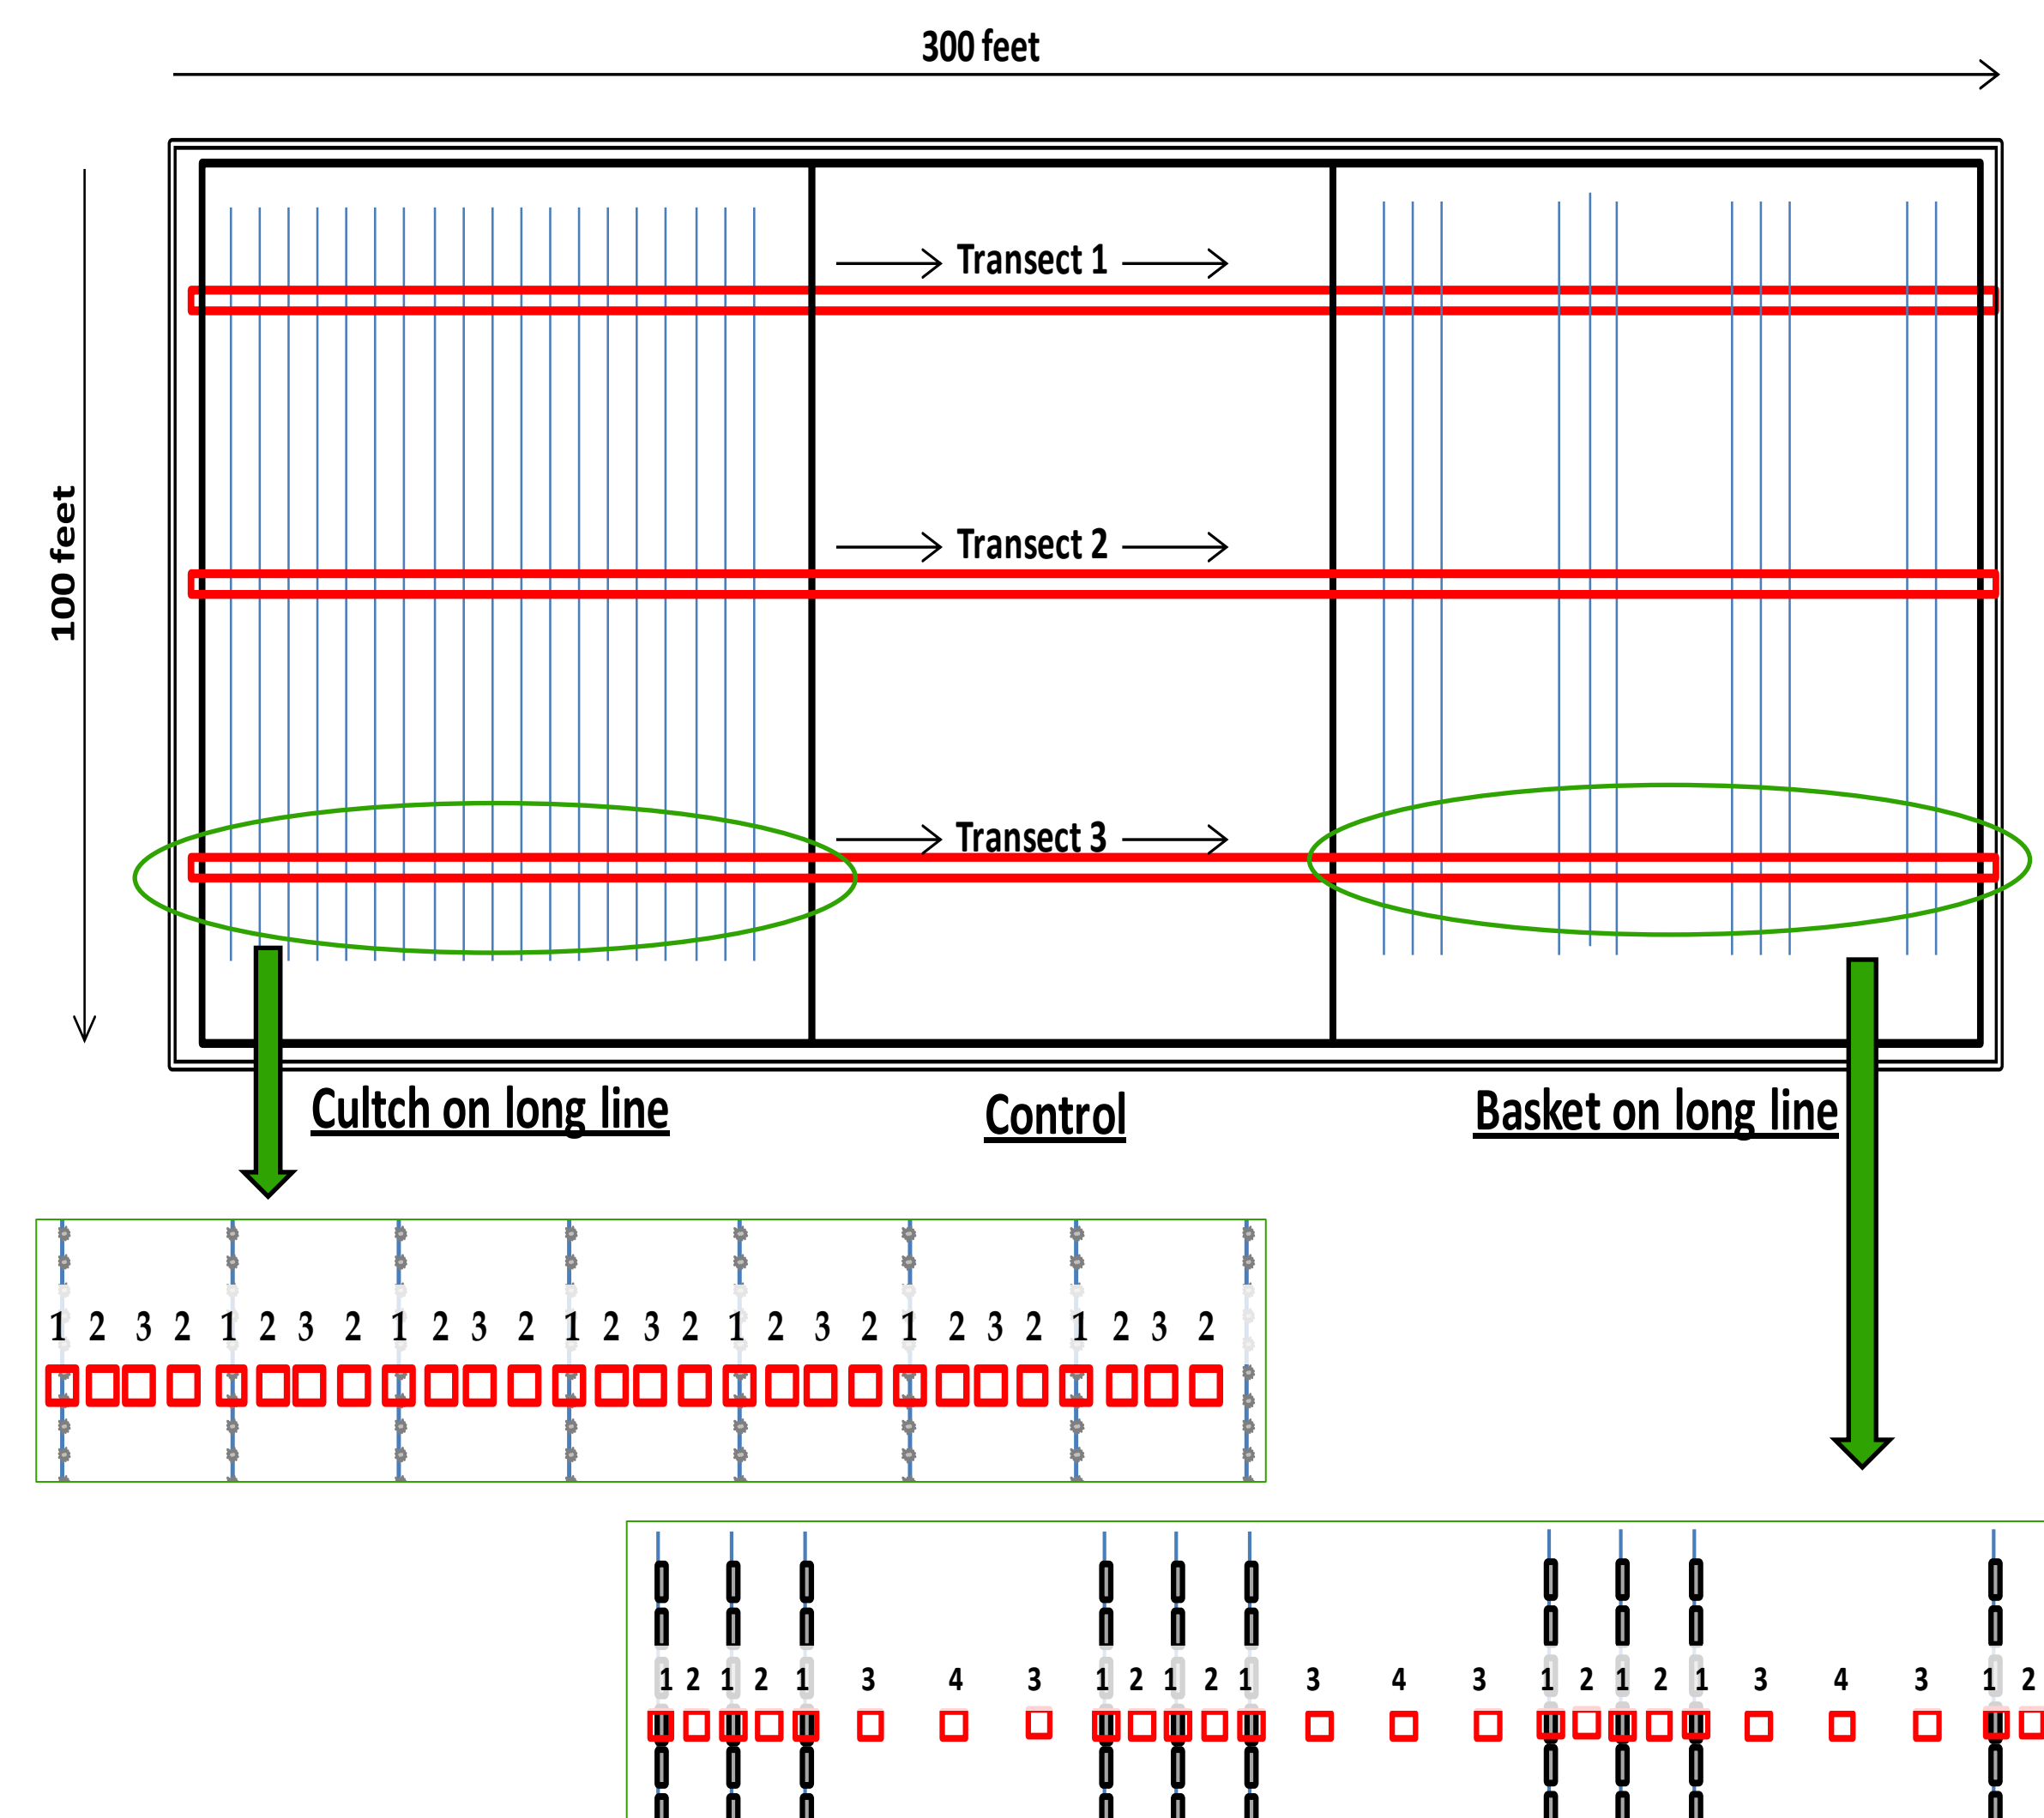 300 feet
100 feet
Transect 1
Transect 2
Transect 3
Cultch on long line
Control
Basket on long line
1 2 3 2 1 2 3 2 1 2 3 2 1 2 3 2 1 2 3 2 1 2 3 2 1 2 3 2
1 2 1 2 1 3 4 3 1 2 1 2 1 3 4 3 1 2 1 2 1 3 4 3 1 2